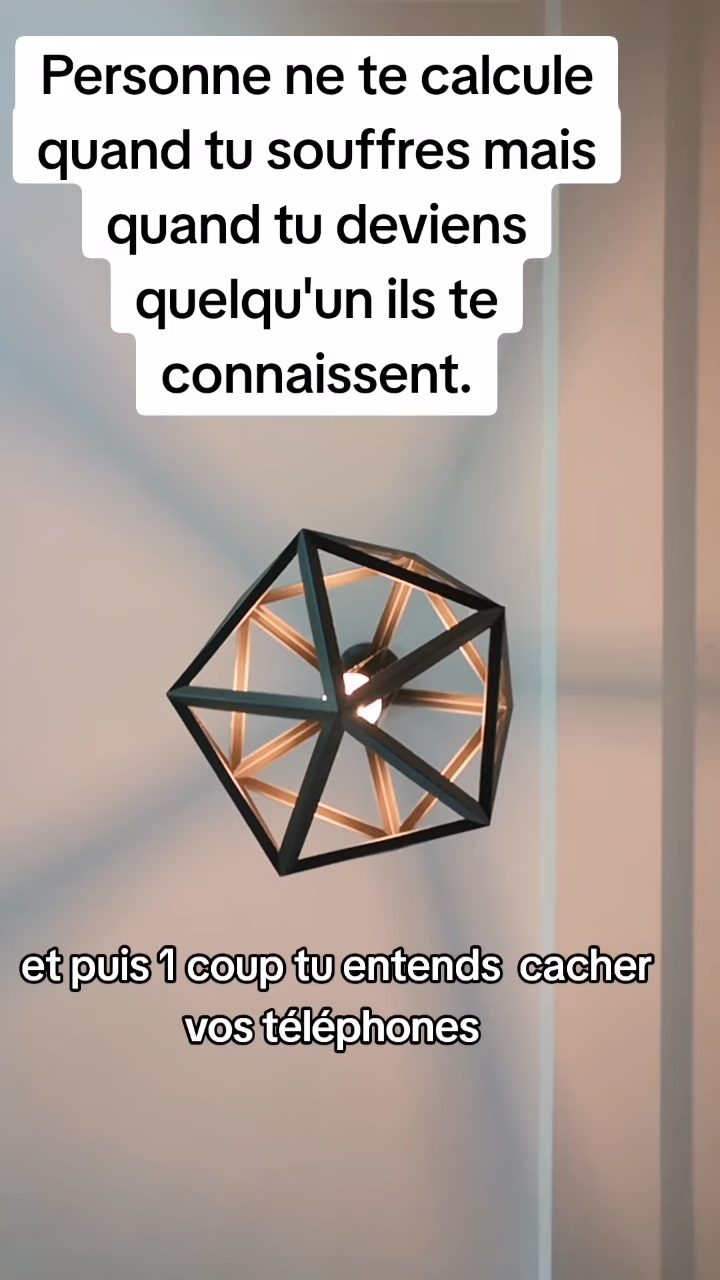 Personne ne te calcule
quand tu souffres mais
quand tu deviens
quelqu'un ils te
connaissent.
et puis 1 coup tu entends cacher
vos téléphones